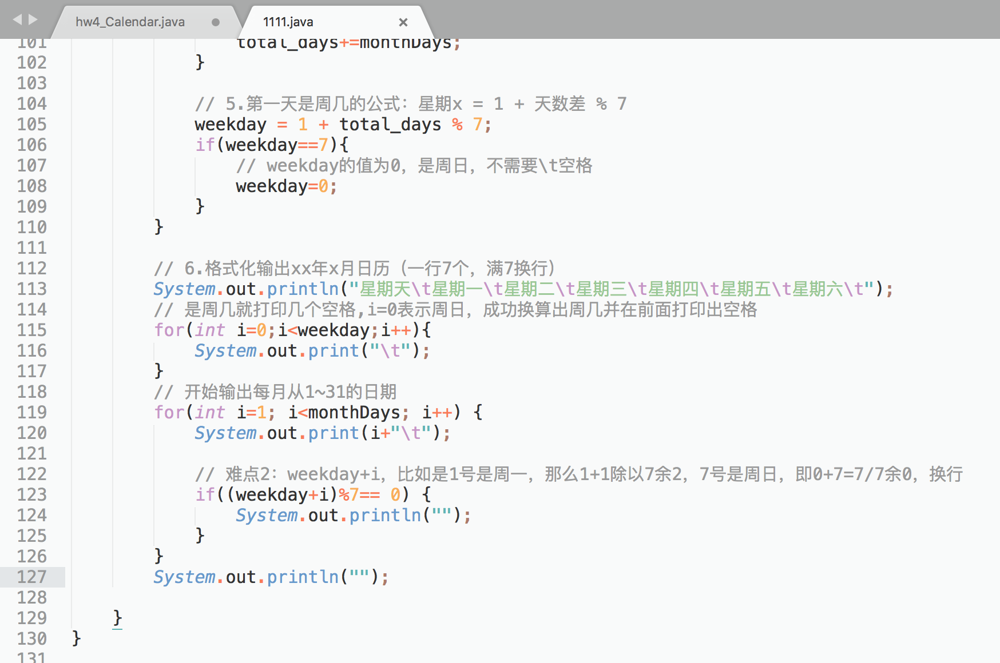 hw4_Calendar.java
1111.java
101 total_days+=monthDays;
102 }
103
104 // 5.第一天是周几的公式：星期x = 1 + 天数差 % 7
105 weekday = 1 + total_days % 7;
106 if(weekday==7){
107 // weekday的值为0，是周日，不需要\t空格
108 weekday=0;
109 }
110 }
111
112 // 6.格式化输出xx年x月日历（一行7个，满7换行）
113 System.out.println("星期天\t星期一\t星期二\t星期三\t星期四\t星期五\t星期六\t");
114 // 是周几就打印几个空格,i=0表示周日，成功换算出周几并在前面打印出空格
115 for(int i=0;i<weekday;i++){
116 System.out.print("\t");
117 }
118 // 开始输出每月从1~31的日期
119 for(int i=1; i<monthDays; i++) {
120 System.out.print(i+"\t");
121
122 // 难点2：weekday+i，比如是1号是周一，那么1+1除以7余2，7号是周日，即0+7=7/7余0，换行
123 if((weekday+i)%7== 0) {
124 System.out.println("");
125 }
126 }
127 System.out.println("");
128
129 }
130 }
131